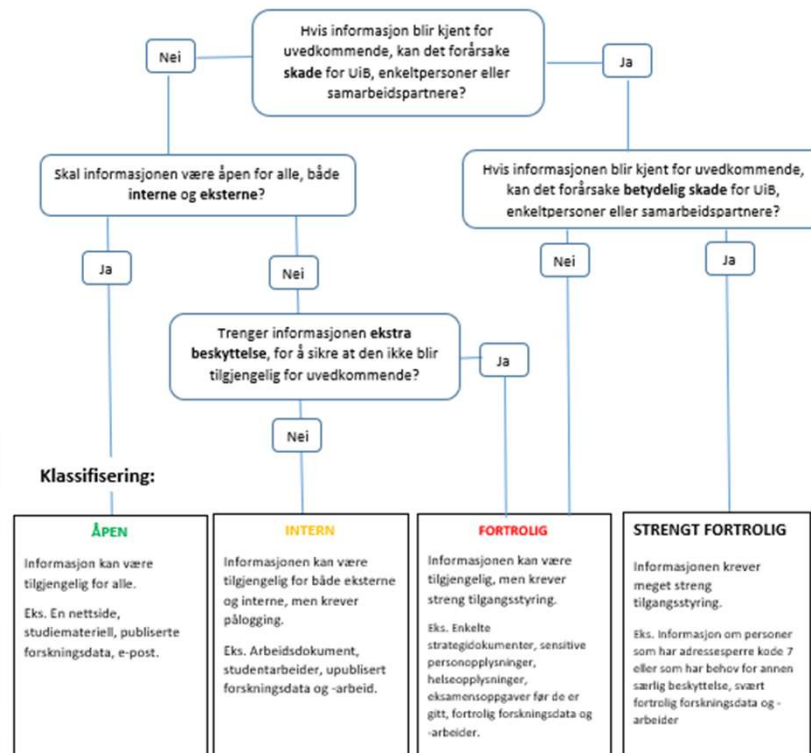 Hvis informasjon blir kjent for
uvedkommende, kan det forårsake
skade for UiB, enkeltpersoner eller
samarbeidspartnere?
Nei
Ja
Skal informasjonen være åpen for alle, både
interne og eksterne?
Hvis informasjonen blir kjent for uvedkommende,
kan det forårsake betydelig skade for UiB,
enkeltpersoner eller samarbeidspartnere?
Ja
Nei
Nei
Ja
Trenger informasjonen ekstra
beskyttelse, for å sikre at den ikke blir
tilgjengelig for uvedkommende?
Ja
Nei
Klassifisering:
ÅPEN
Informasjon kan være
tilgjengelig for alle.
Eks. En nettside,
studiemateriell, publiserte
forskningsdata, e-post.
INTERN
Informasjonen kan være
tilgjengelig for både eksterne
og interne, men krever
pålogging.
Eks. Arbeidsdokument,
studentarbeider, upublisert
forskningsdata og -arbeid.
FORTROLIG
Informasjonen kan være
tilgjengelig, men krever
streng tilgangsstyring.
Eks. Enkelte
strategidokumenter, sensitive
personopplysninger,
helseopplysninger,
eksamensoppgaver før de er
gitt, fortrolig forskningsdata og
-arbeider.
STRENGT FORTROLIG
Informasjonen krever
meget streng
tilgangsstyring.
Eks. Informasjon om personer
som har adressesperre kode 7
eller som har behov for annen
særlig beskyttelse, svært
fortrolig forskningsdata og -
arbeider